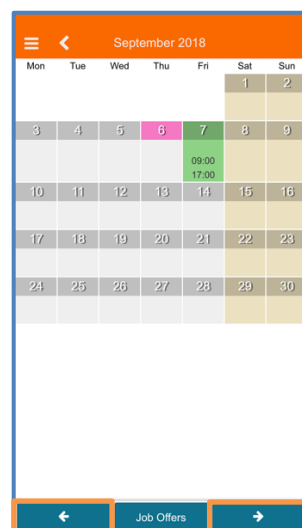 September 2018
Mon Tue Wed Thu Fri Sat Sun
1 2
3 4 5 6 7 8 9
09:00
17:00
10 11 12 13 14 15 16
17 18 19 20 21 22 23
24 25 26 27 28 29 30
Job Offers